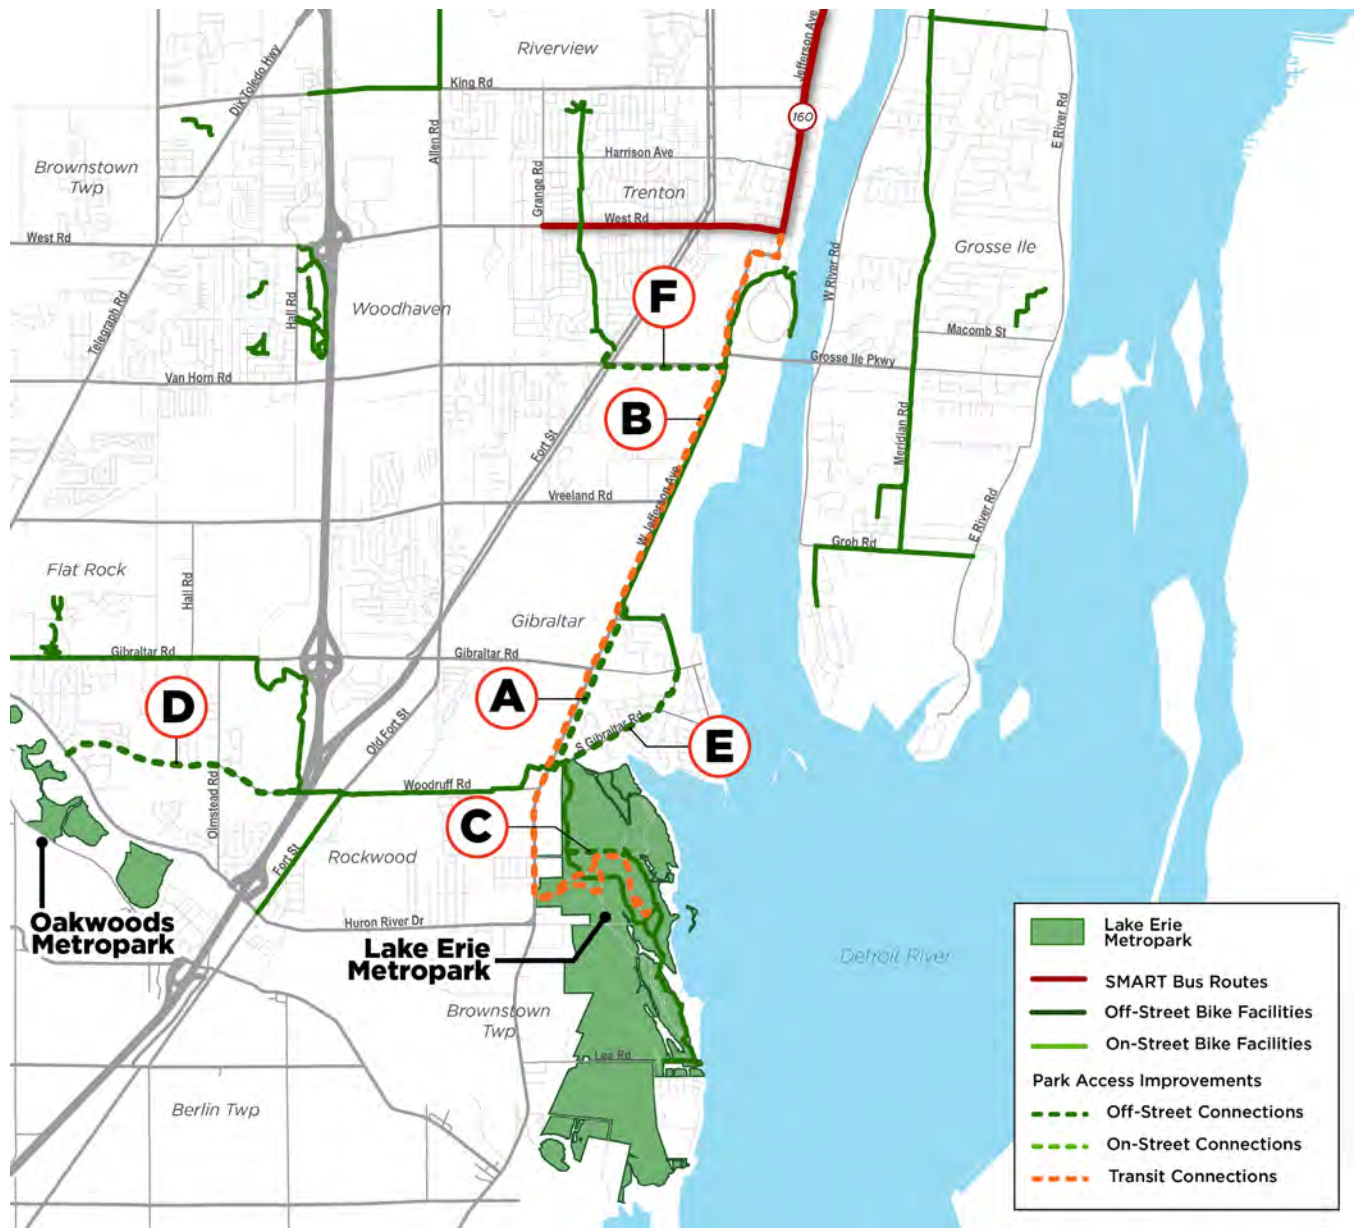 Riverview
Jefferson Ave
Dix Toledo Hwy
King Rd
E River Rd
160
Allen Rd
Harrison Ave
Brownstown
Twp
Grange Rd
Trenton
West Rd
West Rd
Grosse Ile
W River Rd
F
Hall Rd
Woodhaven
Telegraph Rd
Macomb St
Grosse Ile Pkwy
Van Horn Rd
B
Fort St
Meridian Rd
Vreeland Rd
W Jefferson Ave
E River Rd
Groh Rd
Flat Rock
Hall Rd
Gibraltar
Gibraltar Rd
Gibraltar Rd
A
D
Old Fort St
S Gibraltar Rd
E
Woodruff Rd
Olmstead Rd
C
Fort St
Rockwood
Oakwoods
Metropark
Huron River Dr
Lake Erie
Metropark
Detroit River
Brownstown
Twp
Lee Rd
Berlin Twp
Lake Erie
Metropark
SMART Bus Routes
Off-Street Bike Facilities
On-Street Bike Facilities
Park Access Improvements
Off-Street Connections
On-Street Connections
Transit Connections